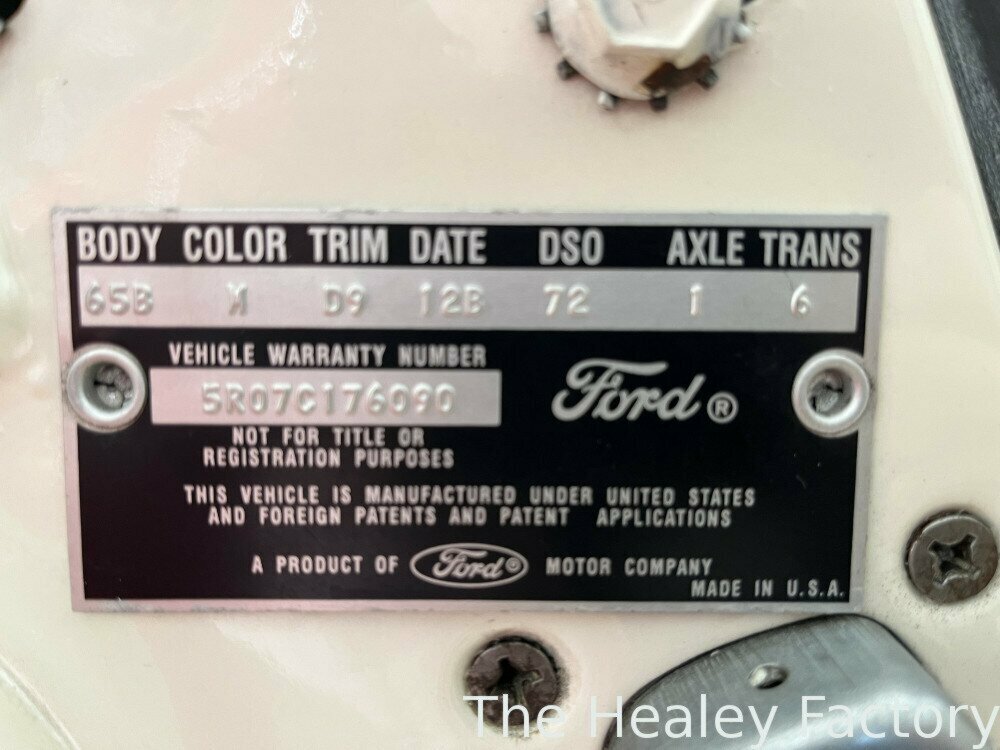 BODY COLOR TRIM DATE DSO AXLE TRANS
65B M D9 12B 72 1 6
VEHICLE WARRANTY NUMBER
5R07C176090
Ford ®
NOT FOR TITLE OR
REGISTRATION PURPOSES
THIS VEHICLE IS MANUFACTURED UNDER UNITED STATES
AND FOREIGN PATENTS AND PATENT APPLICATIONS
A PRODUCT OF Ford® MOTOR COMPANY
MADE IN U.S.A.
The Healey Factory